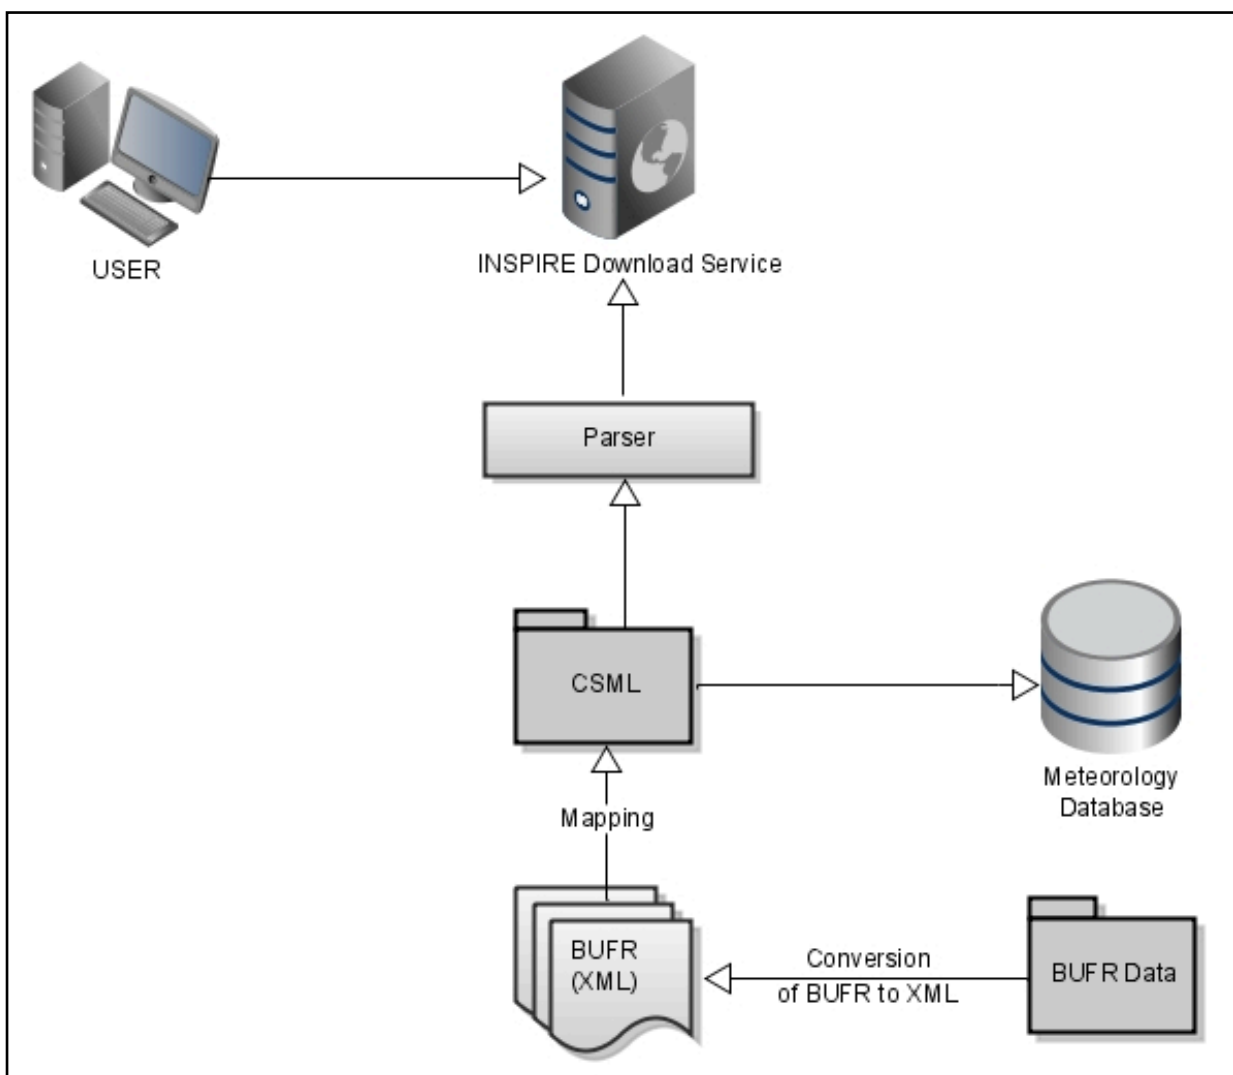 USER
INSPIRE Download Service
Parser
CSML
Meteorology
Database
Mapping
BUFR
(XML)
Conversion
of BUFR to XML
BUFR Data